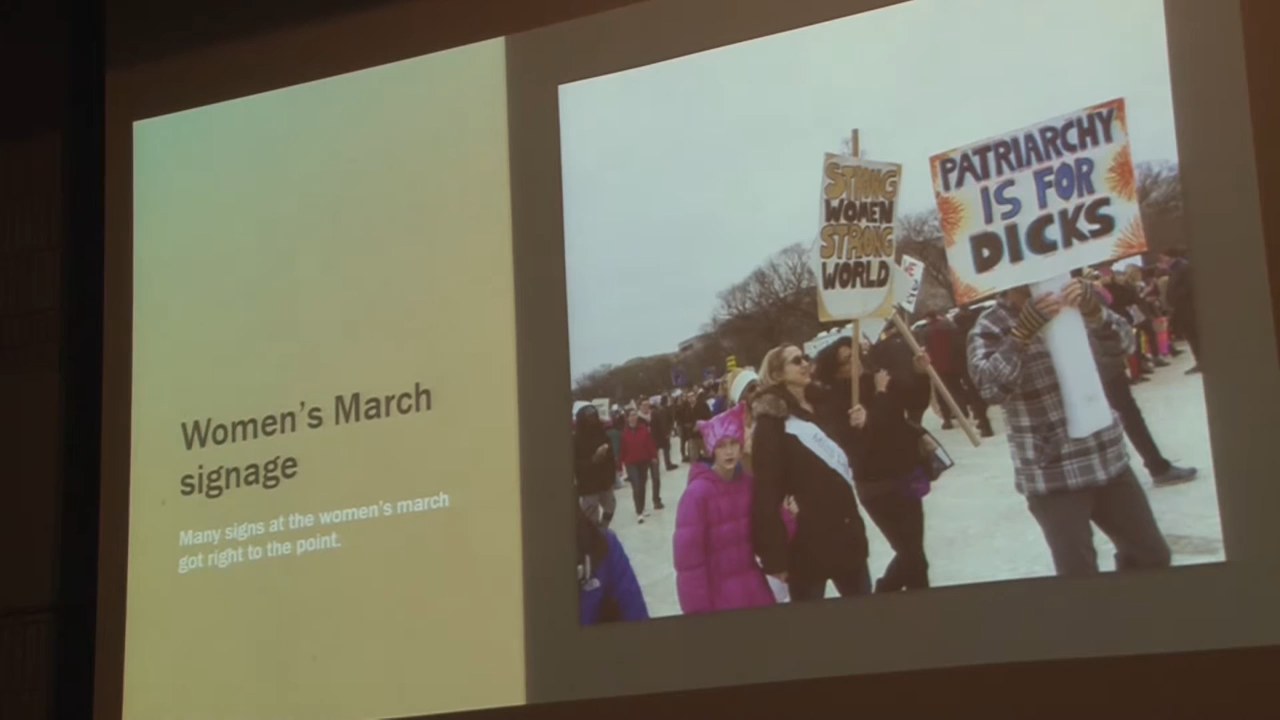 Women's March
signage
Many signs at the women's march
got right to the point.
STRONG
WOMEN
STRONG
WORLD
PATRIARCHY
IS FOR
DICKS